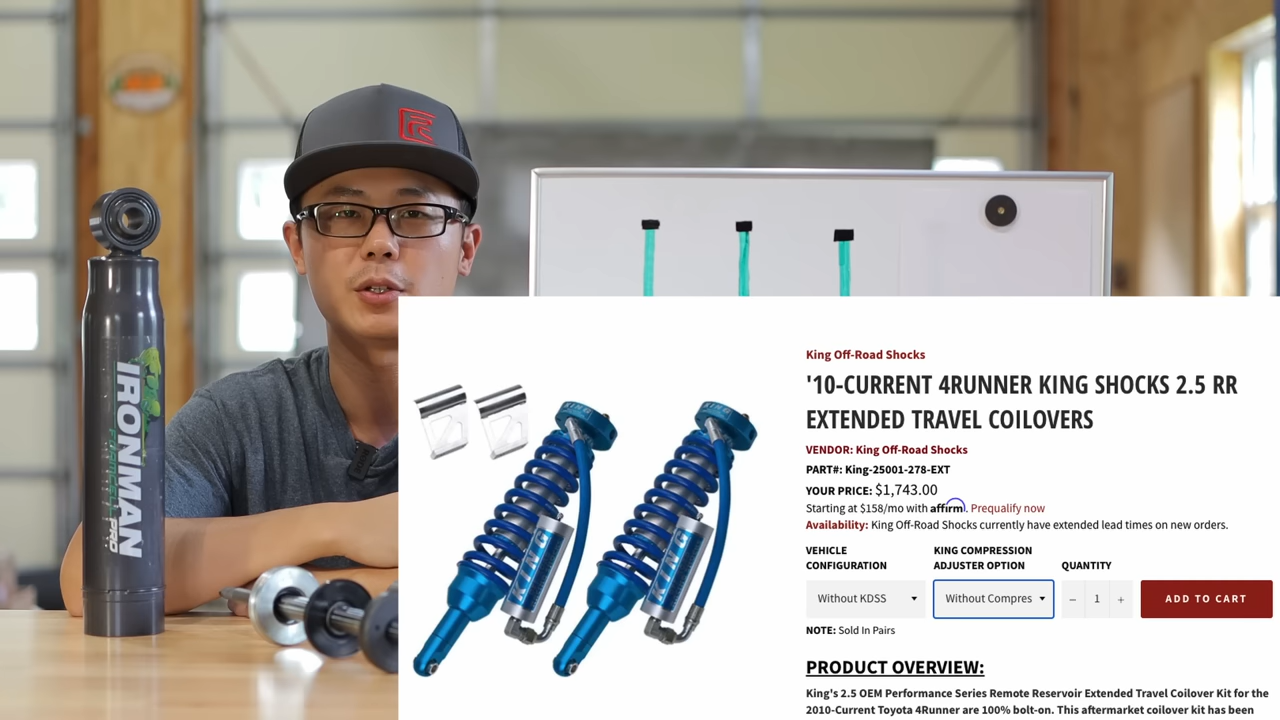 IRONMAN
PRO
King Off-Road Shocks
'10-CURRENT 4RUNNER KING SHOCKS 2.5 RR
EXTENDED TRAVEL COILOVERS
VENDOR: King Off-Road Shocks
PART#: King-25001-278-EXT
YOUR PRICE: $1,743.00
Starting at $158/mo with affirm. Prequalify now
Availability: King Off-Road Shocks currently have extended lead times on new orders.
VEHICLE CONFIGURATION
KING COMPRESSION ADJUSTER OPTION
QUANTITY
Without KDSS
Without Compres
− 1 +
ADD TO CART
NOTE: Sold In Pairs
PRODUCT OVERVIEW:
King's 2.5 OEM Performance Series Remote Reservoir Extended Travel Coilover Kit for the
2010-Current Toyota 4Runner are 100% bolt-on. This aftermarket coilover kit has been
KING
KING